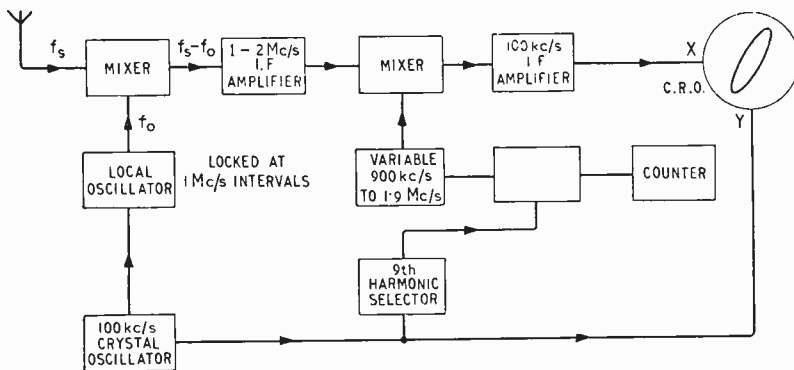 fs
MIXER
fs-fo
1-2 Mc/s
I.F
AMPLIFIER
MIXER
100 kc/s
I F
AMPLIFIER
X
C.R.O.
Y
fo
LOCAL
OSCILLATOR
LOCKED AT
1 Mc/s INTERVALS
VARIABLE
900 kc/s
TO 1·9 Mc/s
COUNTER
9th
HARMONIC
SELECTOR
100 kc/s
CRYSTAL
OSCILLATOR